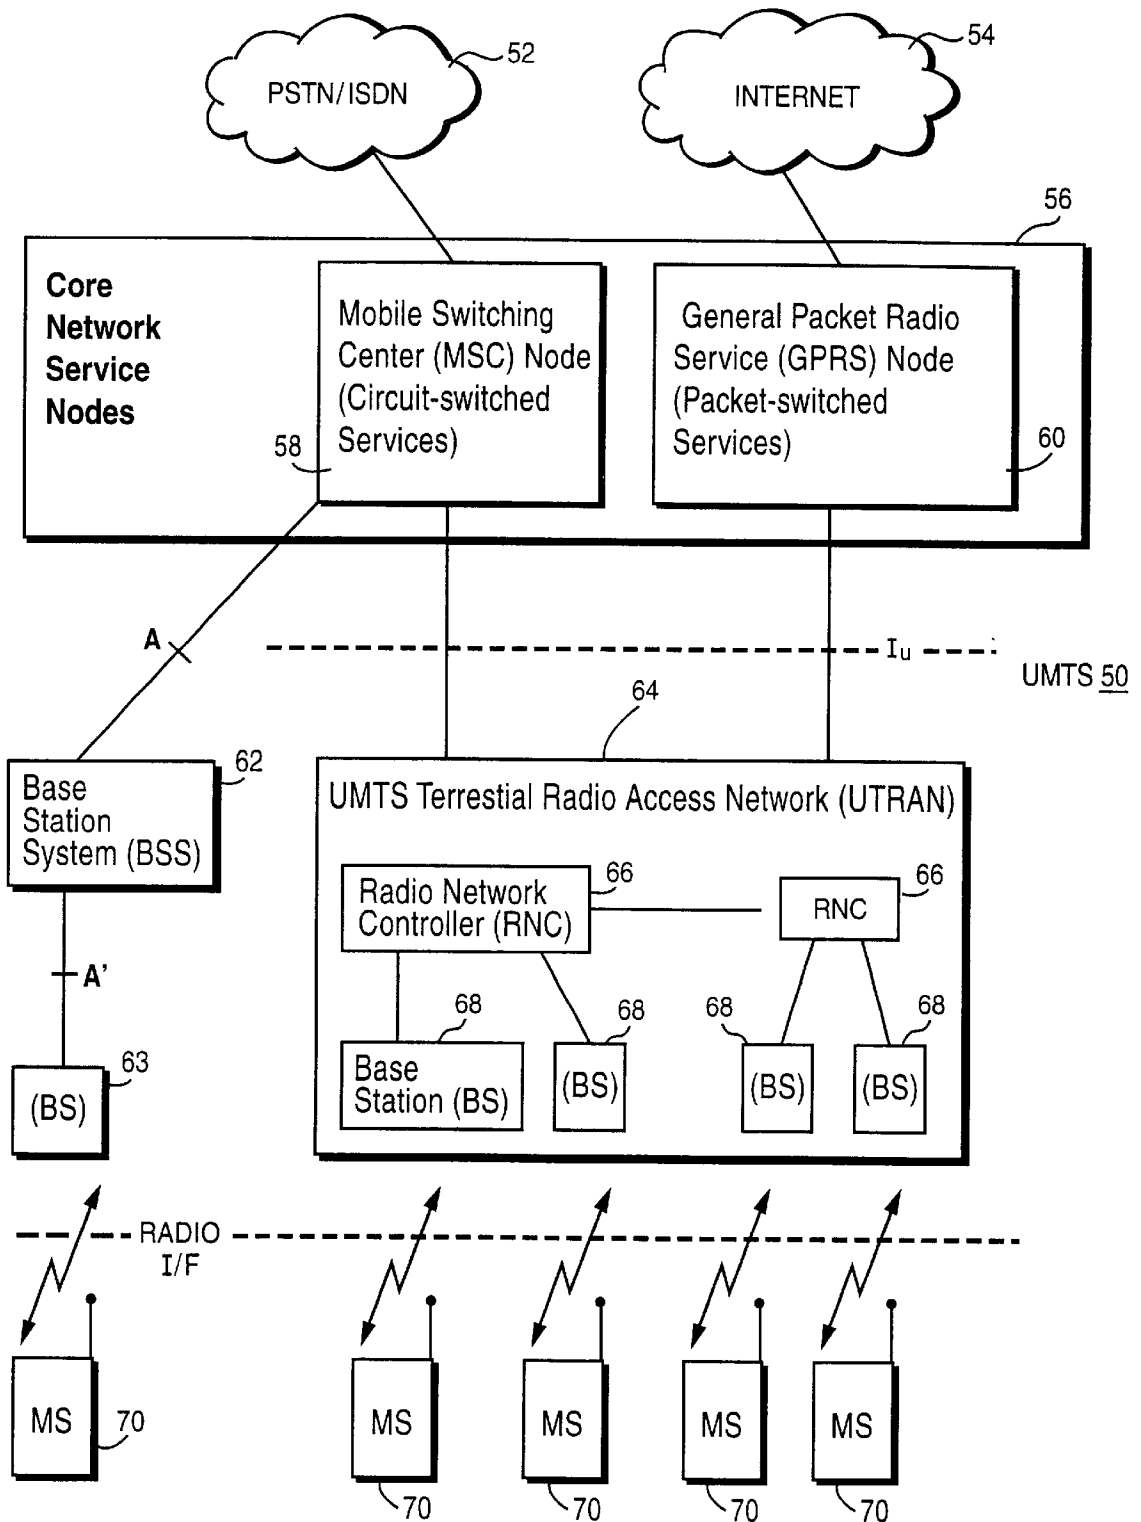 52
PSTN/ISDN
54
INTERNET
56
Core
Network
Service
Nodes
Mobile Switching
Center (MSC) Node
(Circuit-switched
Services)
58
General Packet Radio
Service (GPRS) Node
(Packet-switched
Services)
60
A
Iu
UMTS 50
64
62
Base
Station
System (BSS)
UMTS Terrestial Radio Access Network (UTRAN)
66
Radio Network
Controller (RNC)
66
RNC
A'
68
68
68
68
63
(BS)
Base
Station (BS)
(BS)
(BS)
(BS)
RADIO
I/F
MS
70
MS
70
MS
70
MS
70
MS
70